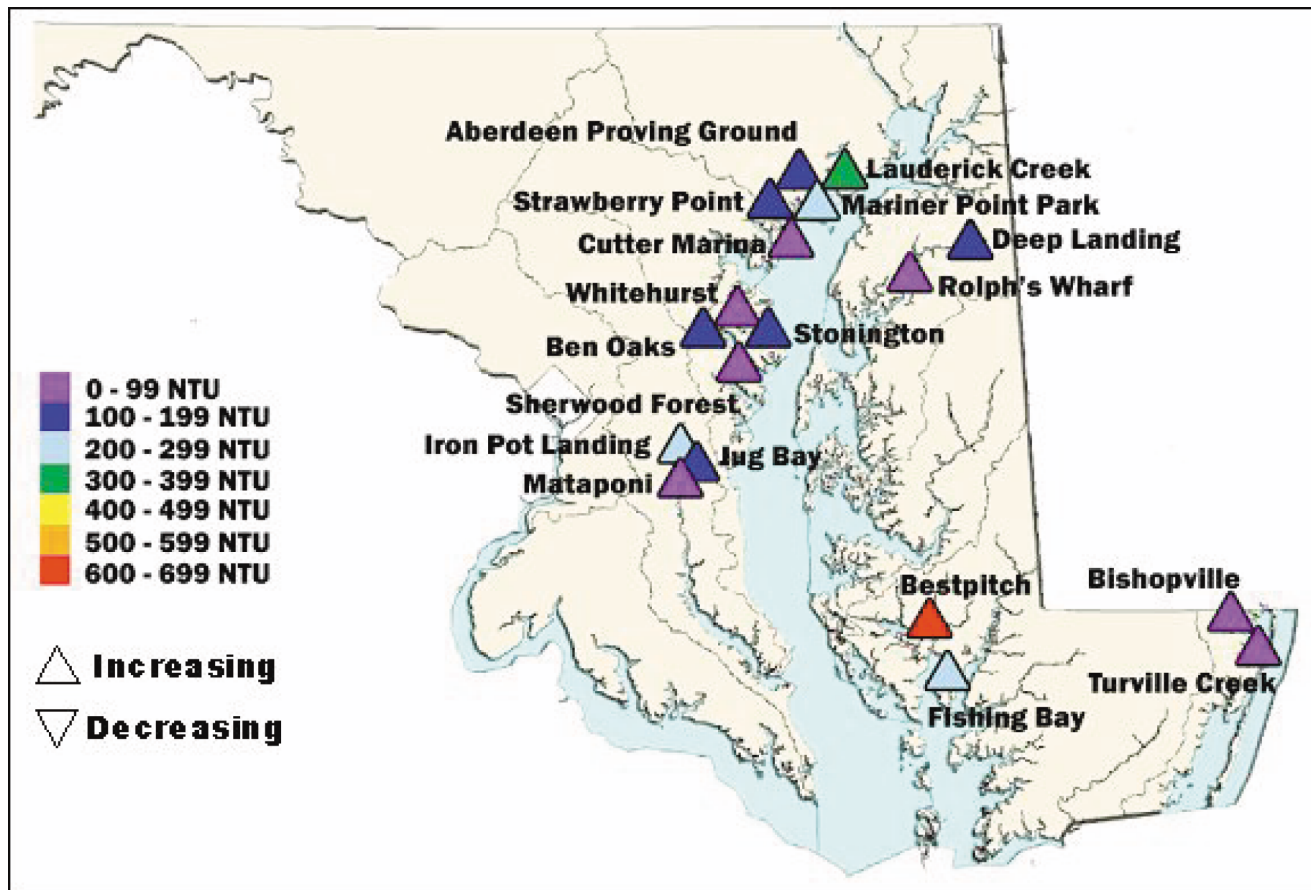 Aberdeen Proving Ground
Lauderick Creek
Strawberry Point
Mariner Point Park
Cutter Marina
Deep Landing
Rolph's Wharf
Whitehurst
Stonington
Ben Oaks
Sherwood Forest
Iron Pot Landing
Jug Bay
Mataponi
0 - 99 NTU
100 - 199 NTU
200 - 299 NTU
300 - 399 NTU
400 - 499 NTU
500 - 599 NTU
600 - 699 NTU
Bestpitch
Bishopville
Turville Creek
Fishing Bay
Increasing
Decreasing